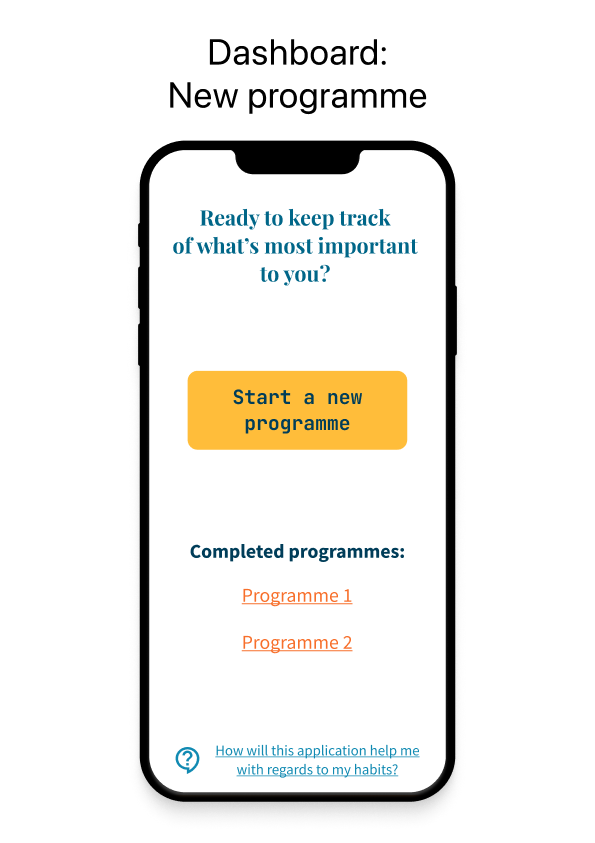 Dashboard:
New programme
Ready to keep track
of what’s most important
to you?
Start a new
programme
Completed programmes:
Programme 1
Programme 2
How will this application help me
with regards to my habits?